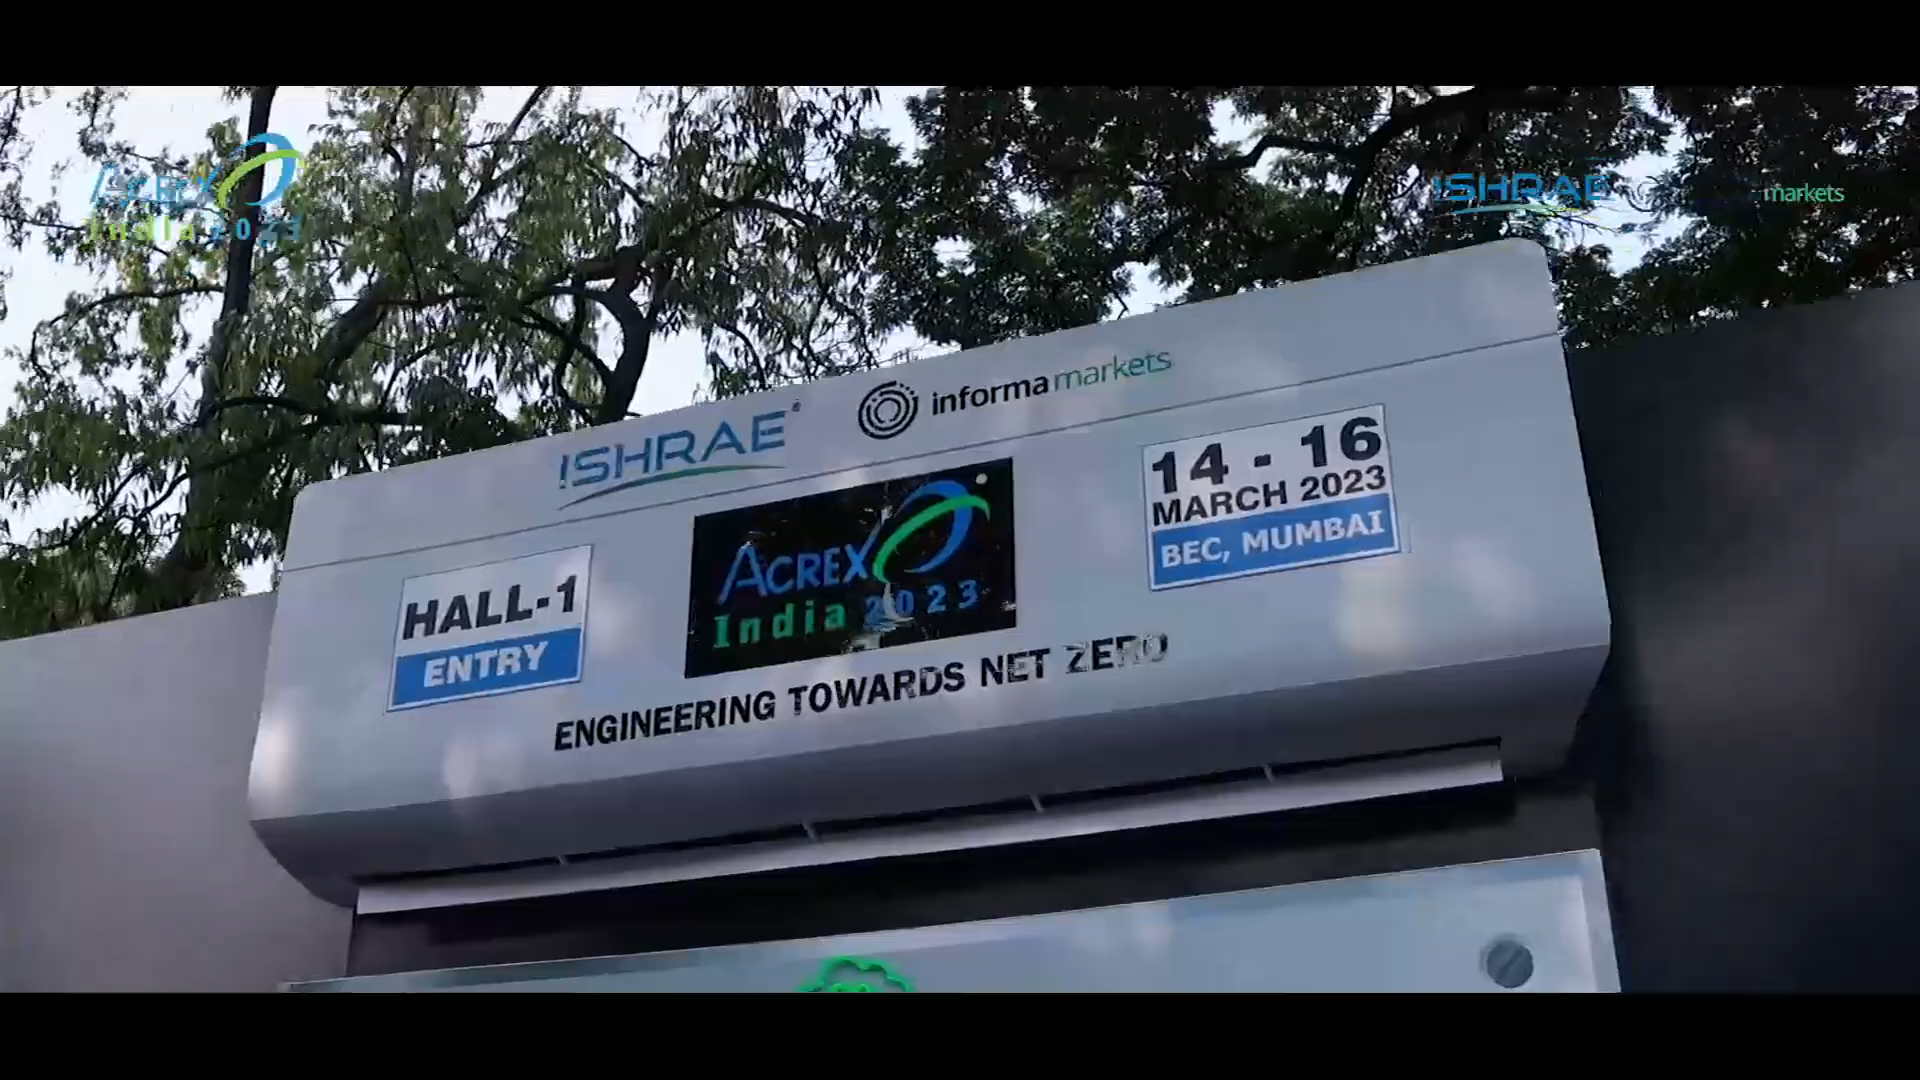 ACREX
India 2023
ISHRAE
markets
ISHRAE
informa markets
HALL-1
ENTRY
ACREX
India 2023
14 - 16
MARCH 2023
BEC, MUMBAI
ENGINEERING TOWARDS NET ZERO